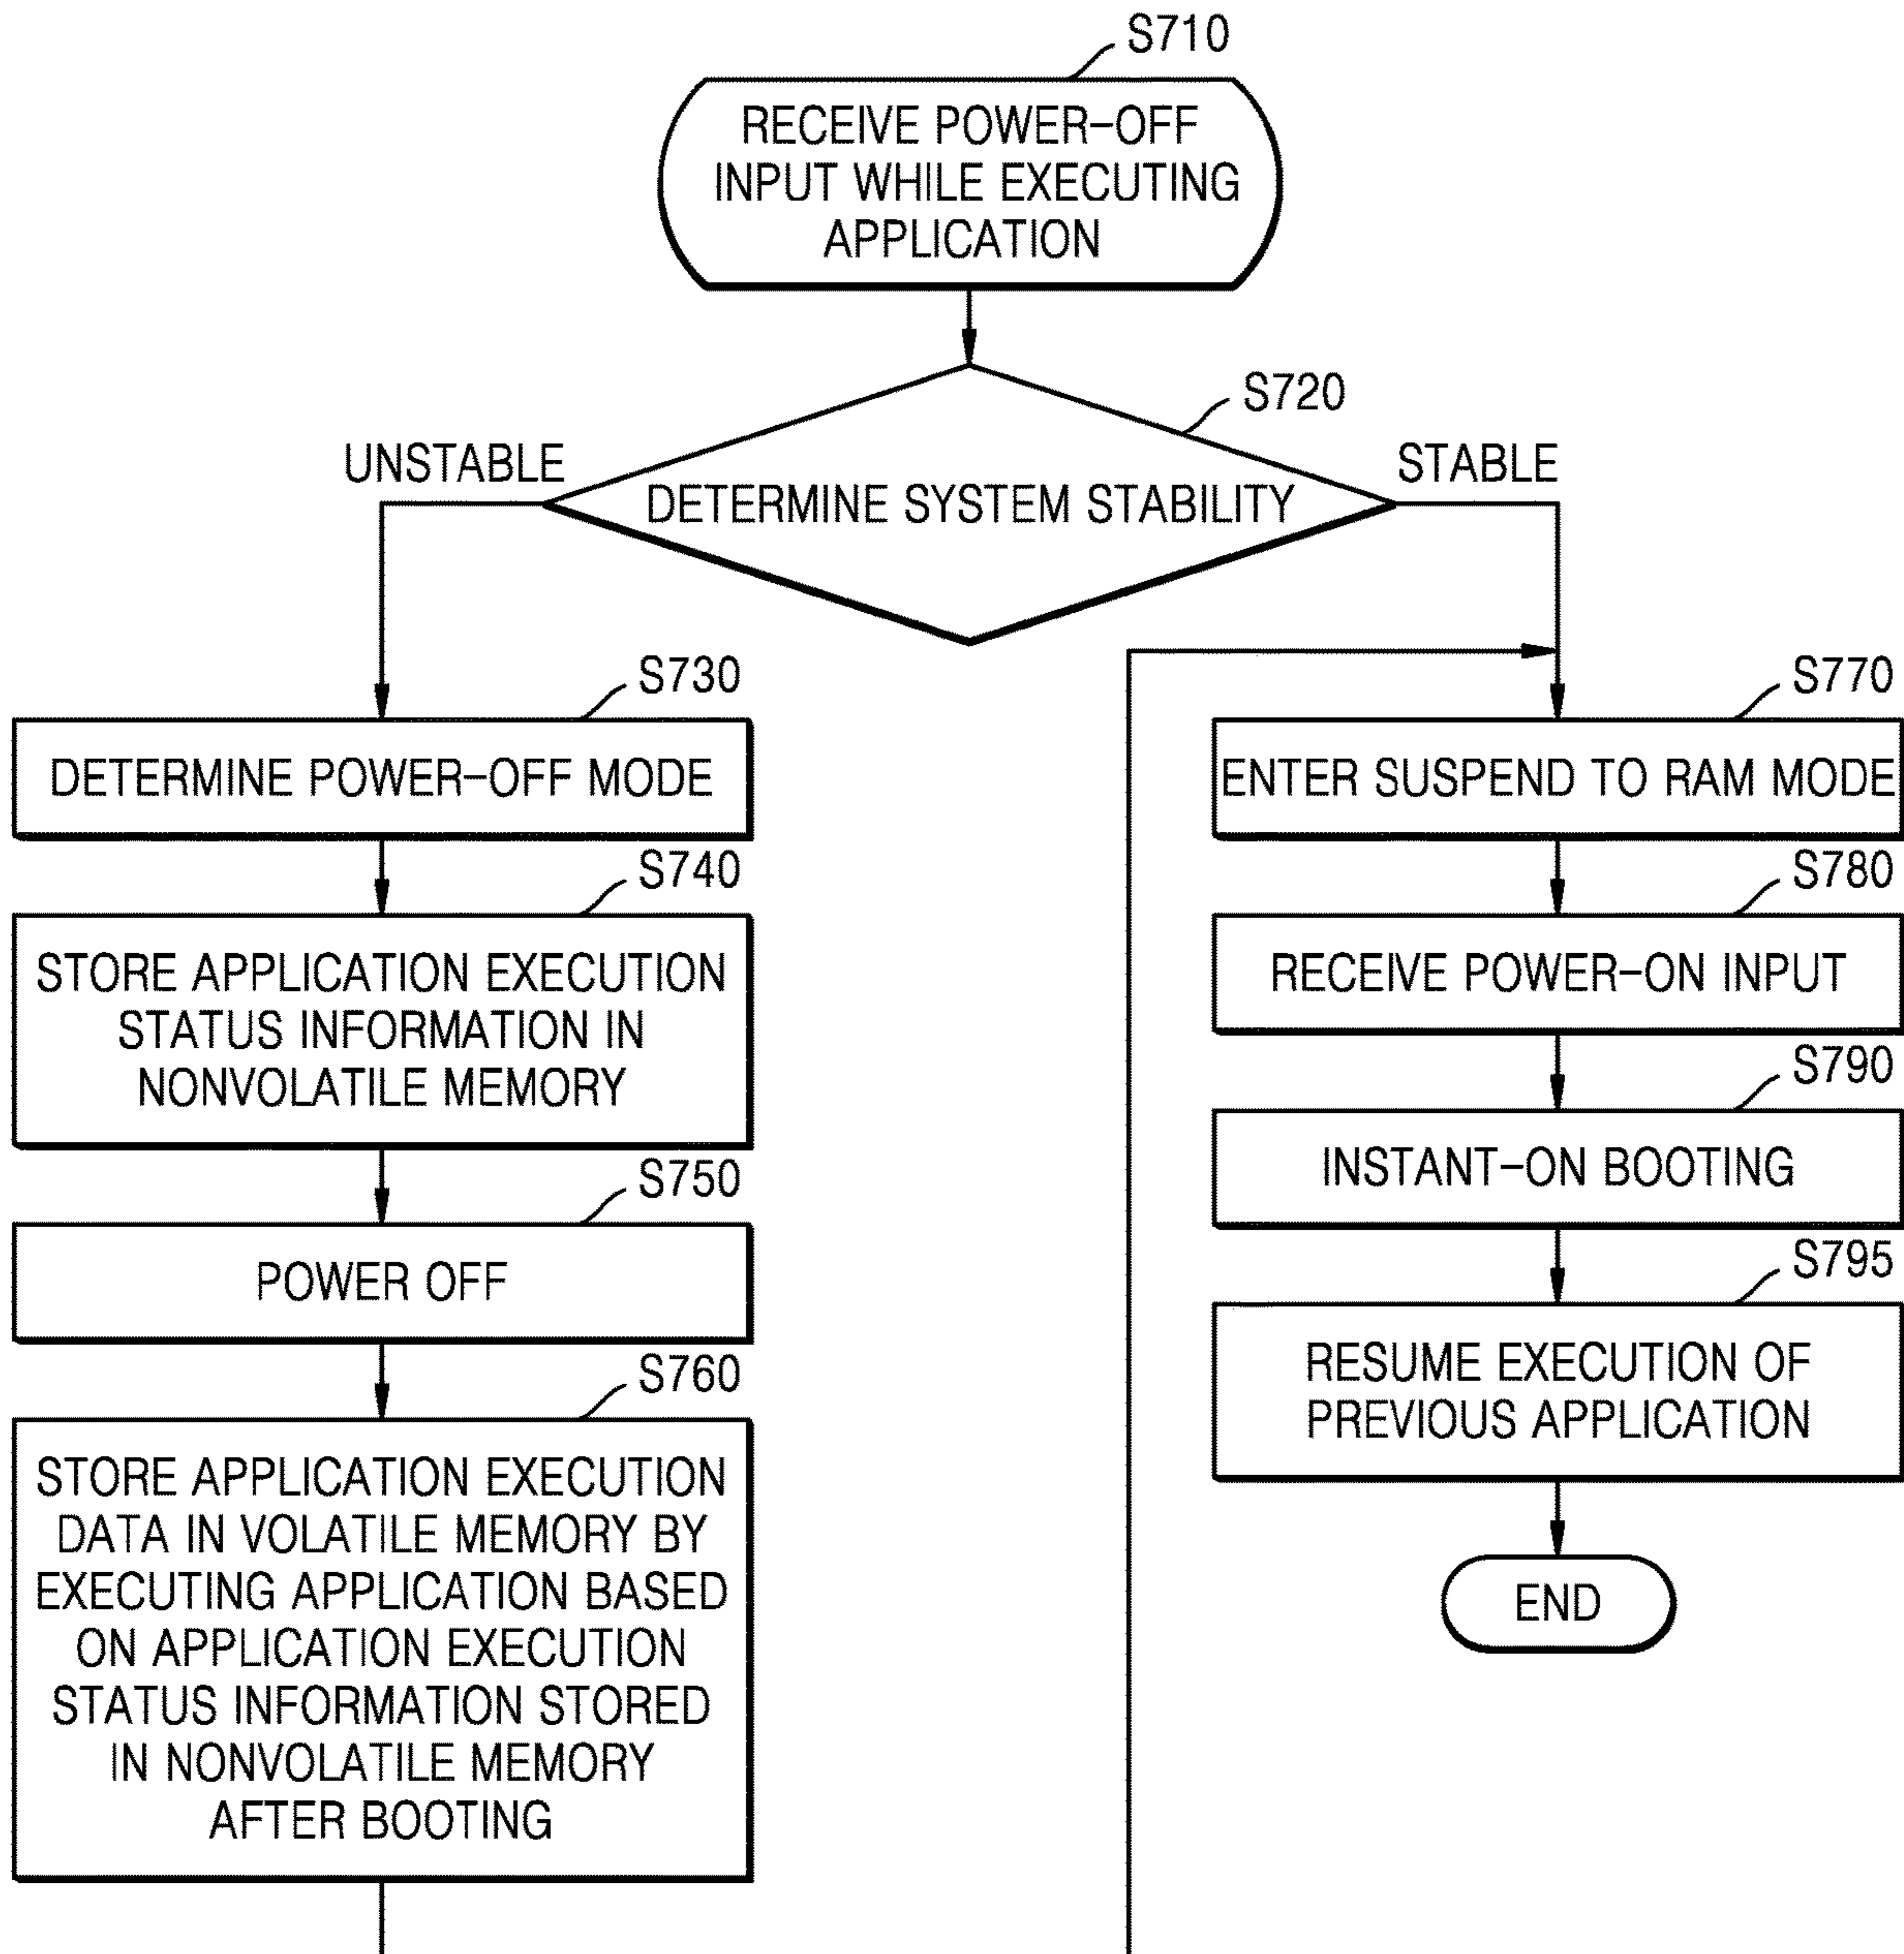 S710
RECEIVE POWER-OFF
INPUT WHILE EXECUTING
APPLICATION
S720
UNSTABLE
STABLE
DETERMINE SYSTEM STABILITY
S730
DETERMINE POWER-OFF MODE
S740
STORE APPLICATION EXECUTION
STATUS INFORMATION IN
NONVOLATILE MEMORY
S750
POWER OFF
S760
STORE APPLICATION EXECUTION
DATA IN VOLATILE MEMORY BY
EXECUTING APPLICATION BASED
ON APPLICATION EXECUTION
STATUS INFORMATION STORED
IN NONVOLATILE MEMORY
AFTER BOOTING
S770
ENTER SUSPEND TO RAM MODE
S780
RECEIVE POWER-ON INPUT
S790
INSTANT-ON BOOTING
S795
RESUME EXECUTION OF
PREVIOUS APPLICATION
END